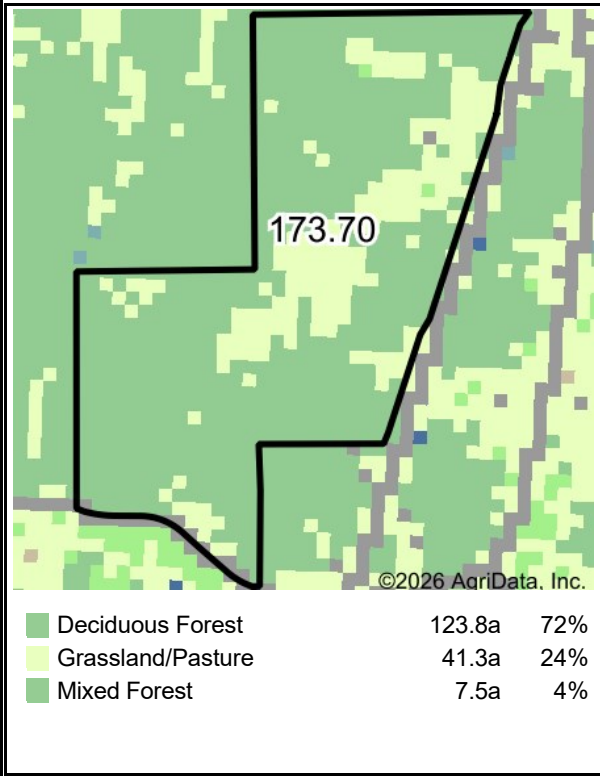 173.70
©2026 AgriData, Inc.
Deciduous Forest 123.8a 72%
Grassland/Pasture 41.3a 24%
Mixed Forest 7.5a 4%